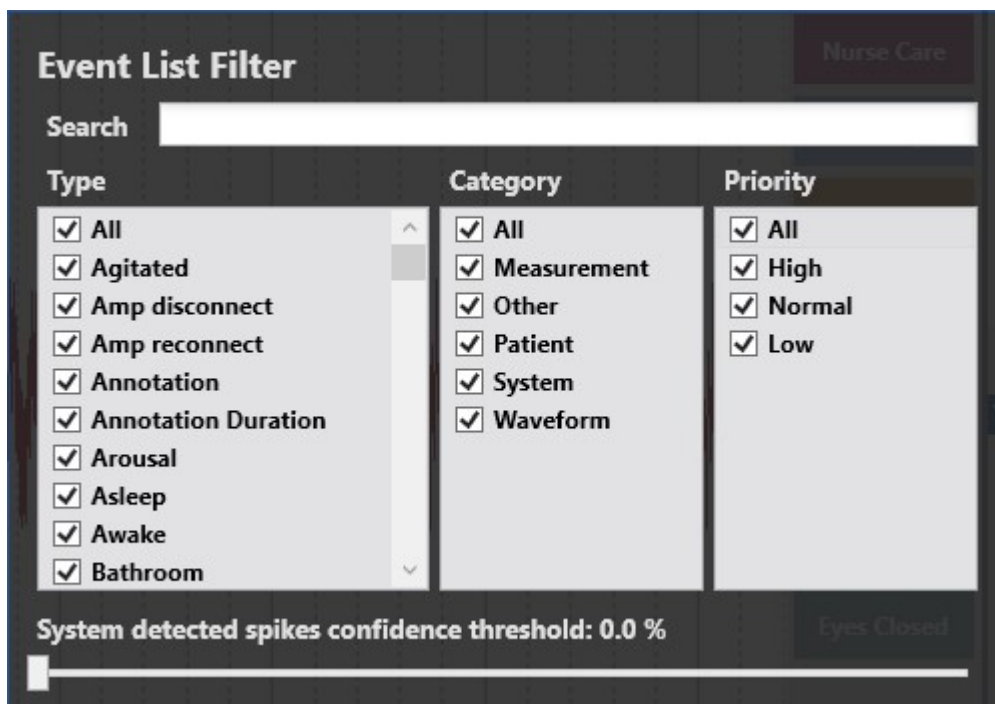 Nurse Care
Event List Filter
Search
Type
Category
Priority
All
Agitated
Amp disconnect
Amp reconnect
Annotation
Annotation Duration
Arousal
Asleep
Awake
Bathroom
All
Measurement
Other
Patient
System
Waveform
All
High
Normal
Low
System detected spikes confidence threshold: 0.0 %
Eyes Closed